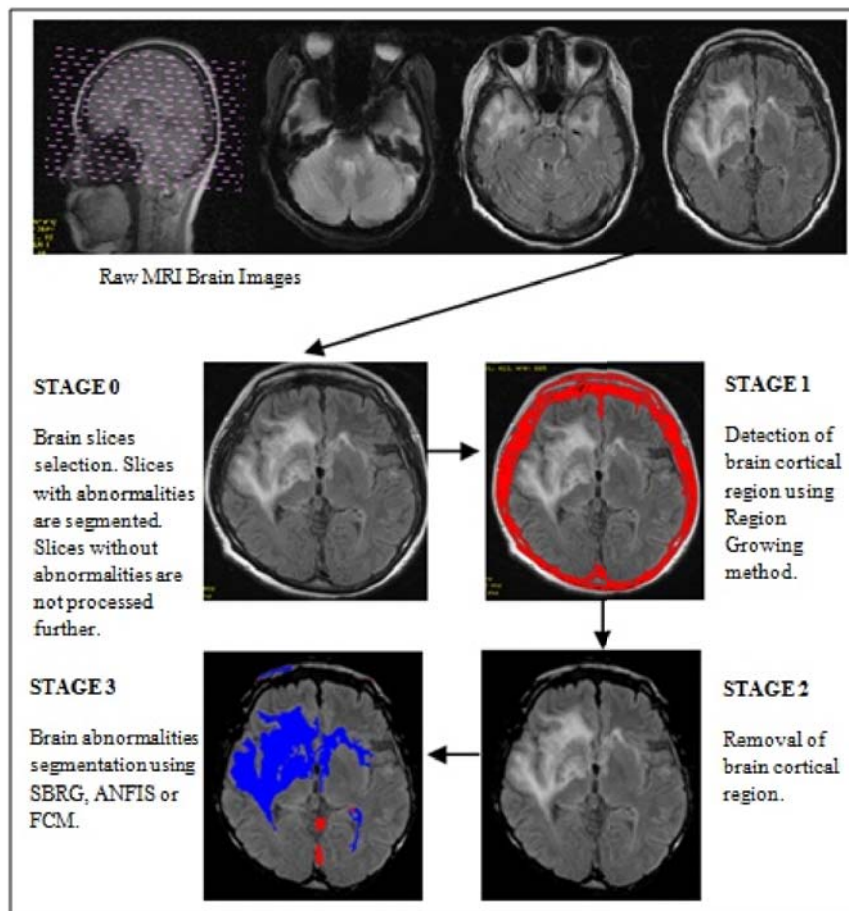 Raw MRI Brain Images
STAGE 0
Brain slices
selection. Slices
with abnormalities
are segmented.
Slices without
abnormalities are
not processed
further.
STAGE 1
Detection of
brain cortical
region using
Region
Growing
method.
STAGE 3
Brain abnormalities
segmentation using
SBRG, ANFIS or
FCM.
STAGE 2
Removal of
brain cortical
region.